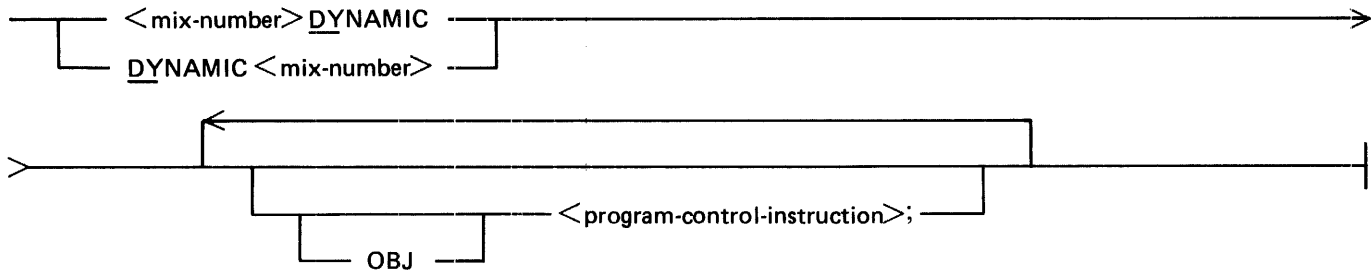 <mix-number> DYNAMIC
DYNAMIC <mix-number>
<program-control-instruction>;
OBJ